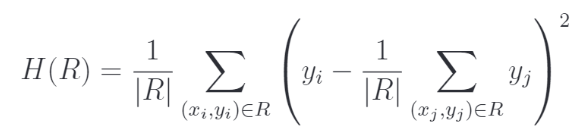 H(R) = \frac{1}{|R|} \sum_{(x_i,y_i)\in R} \left( y_i - \frac{1}{|R|} \sum_{(x_j,y_j)\in R} y_j \right)^2